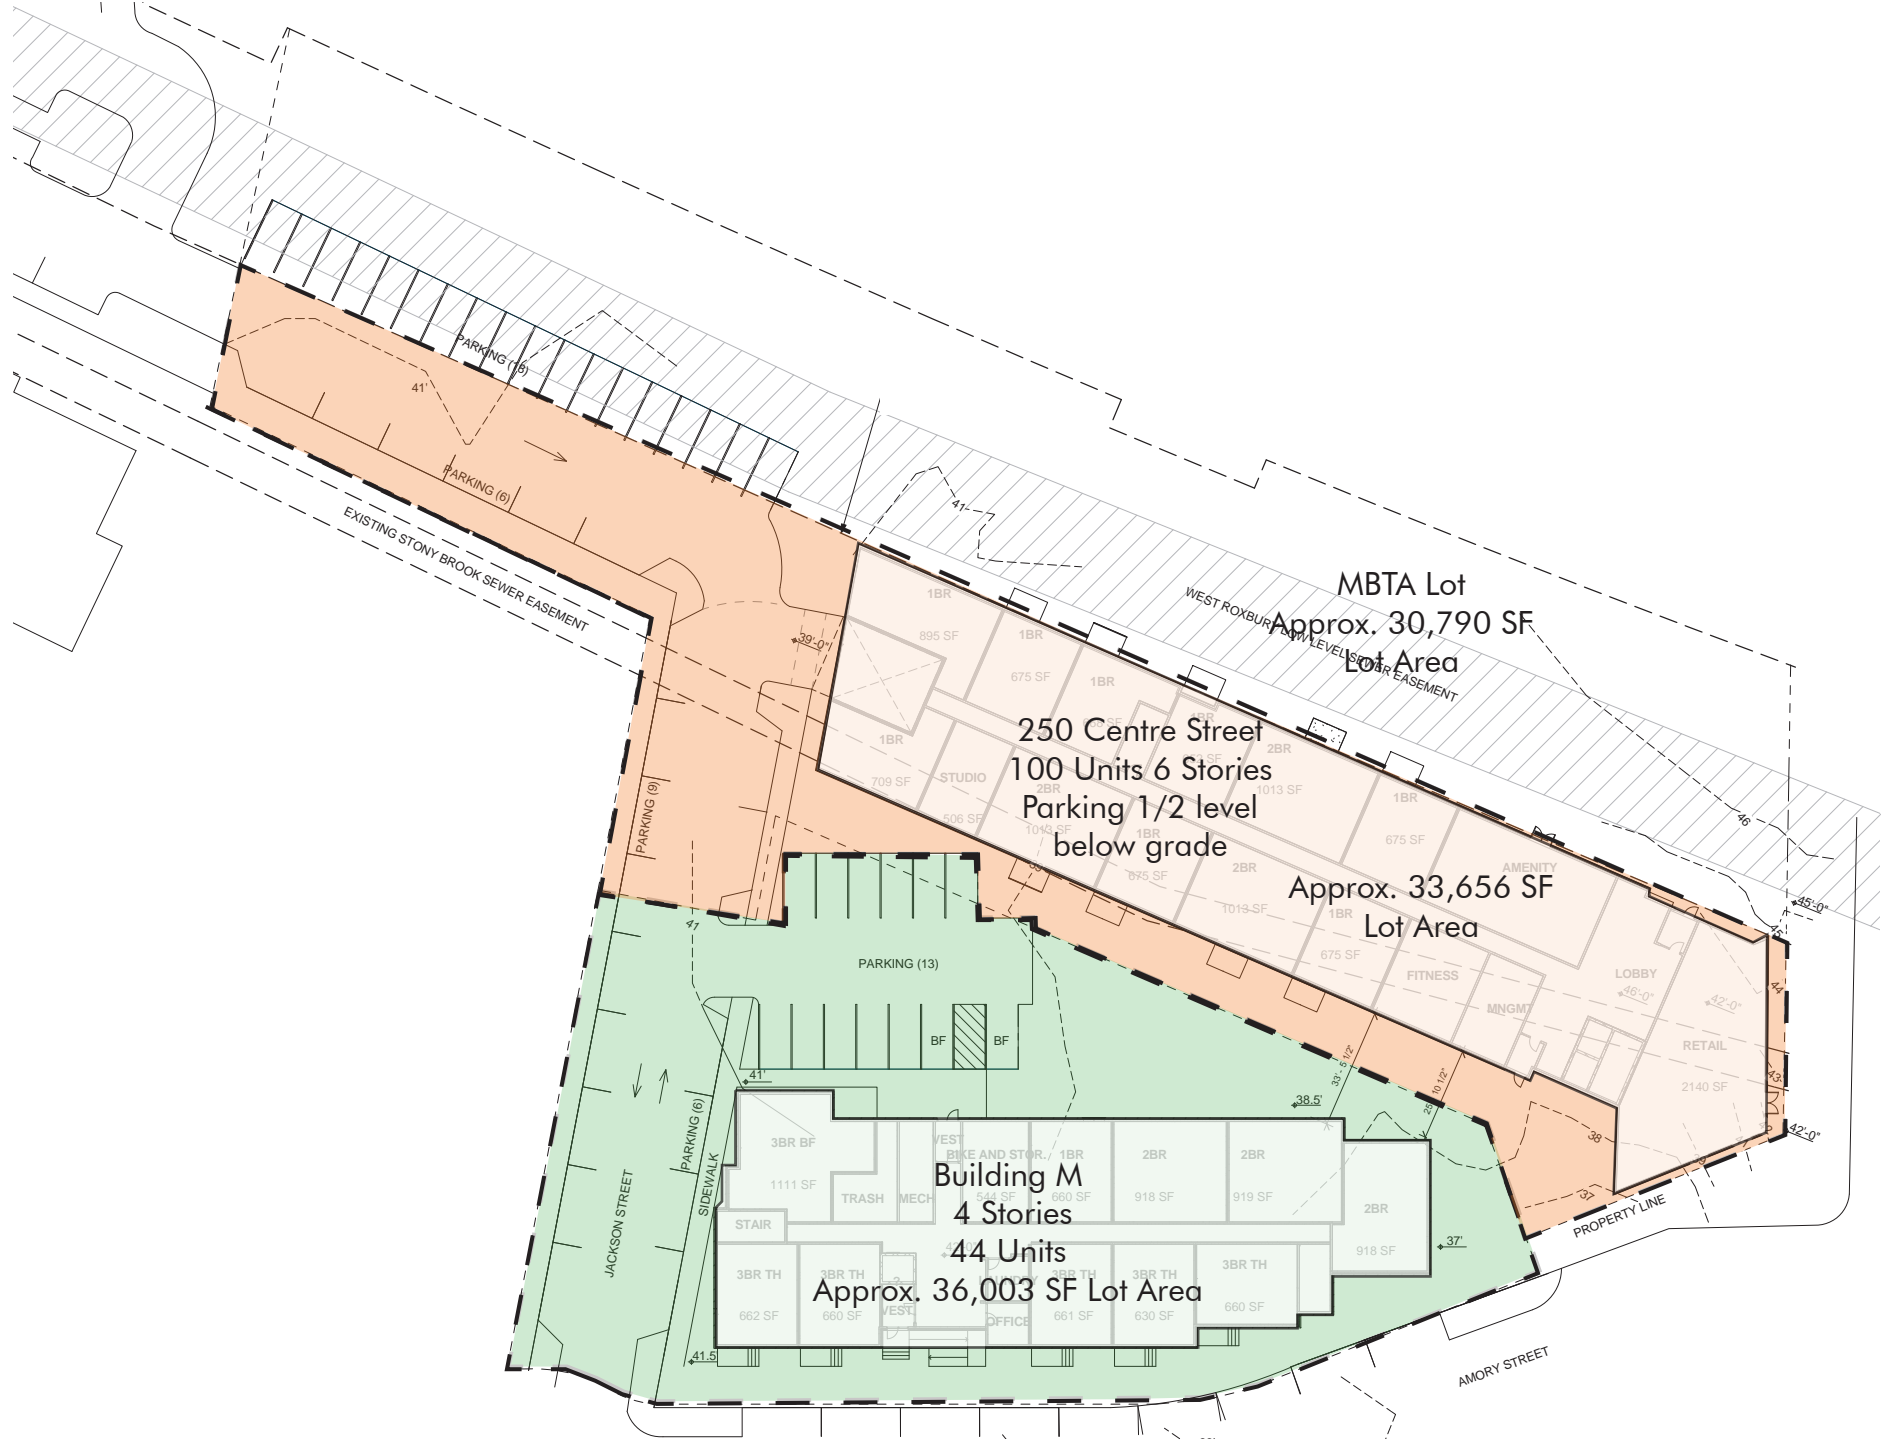 PARKING (18)
41'
PARKING (6)
EXISTING STONY BROOK SEWER EASEMENT
41
MBTA Lot
Approx. 30,790 SF
Lot Area
WEST ROXBURY LOW LEVEL SEWER EASEMENT
39'-0"
1BR
895 SF
1BR
675 SF
1BR
1BR
2BR
1013 SF
1BR
675 SF
AMENITY
250 Centre Street
100 Units 6 Stories
Parking 1/2 level
below grade
1BR
709 SF
STUDIO
506 SF
2BR
1013 SF
1BR
675 SF
2BR
1013 SF
1BR
675 SF
FITNESS
MNGMT
LOBBY
46'-0"
42'-0"
RETAIL
2140 SF
Approx. 33,656 SF
Lot Area
46
45'-0"
45
44
43
42'-0"
39
38
37
PROPERTY LINE
PARKING (9)
41
PARKING (13)
BF
BF
33' - 5 1/2"
41'
38.5'
PARKING (6)
SIDEWALK
JACKSON STREET
3BR BF
1111 SF
TRASH
MECH
VEST
BIKE AND STOR.
544 SF
1BR
660 SF
2BR
918 SF
2BR
919 SF
2BR
918 SF
STAIR
Building M
4 Stories
44 Units
Approx. 36,003 SF Lot Area
3BR TH
662 SF
3BR TH
660 SF
VEST.
LAUNDRY
OFFICE
3BR TH
661 SF
3BR TH
630 SF
3BR TH
660 SF
37'
41.5
AMORY STREET